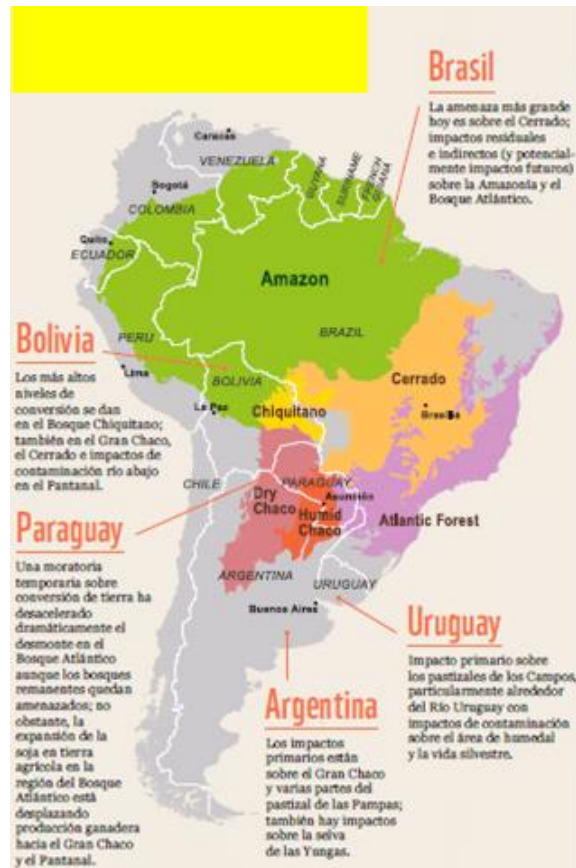 Brasil
La amenaza más grande
hoy es sobre el Cerrado;
impactos residuales
e indirectos (y potencial-
mente impactos futuros)
sobre la Amazonia y el
Bosque Atlántico.
Caracas
VENEZUELA
GUYANA
SURINAME
FRENCH
GUIANA
Bogotá
COLOMBIA
Quito
ECUADOR
Amazon
PERU
BRAZIL
Bolivia
Los más altos
niveles de
conversión se dan
en el Bosque Chiquitano;
también en el Gran Chaco,
el Cerrado e impactos de
contaminación río abajo
en el Pantanal.
Lima
BOLIVIA
La Paz
Chiquitano
Cerrado
Brasilia
CHILE
PARAGUAY
Asunción
Dry
Chaco
Humid
Chaco
Atlantic Forest
ARGENTINA
URUGUAY
Buenos Aires
Paraguay
Una moratoria
temporaria sobre
conversión de tierra ha
desacelerado
dramáticamente el
desmonte en el
Bosque Atlántico
aunque los bosques
remanentes quedan
amenazados; no
obstante, la
expansión de la
soja en tierra
agrícola en la
región del Bosque
Atlántico está
desplazando
producción ganadera
hacia el Gran Chaco
y el Pantanal.
Argentina
Los impactos
primarios están
sobre el Gran Chaco
y varias partes del
pastizal de las Pampas;
también hay impactos
sobre la selva
de las Yungas.
Uruguay
Impacto primario sobre
los pastizales de los Campos,
particularmente alrededor
del Río Uruguay con
impactos de contaminación
sobre el área de humedal
y la vida silvestre.